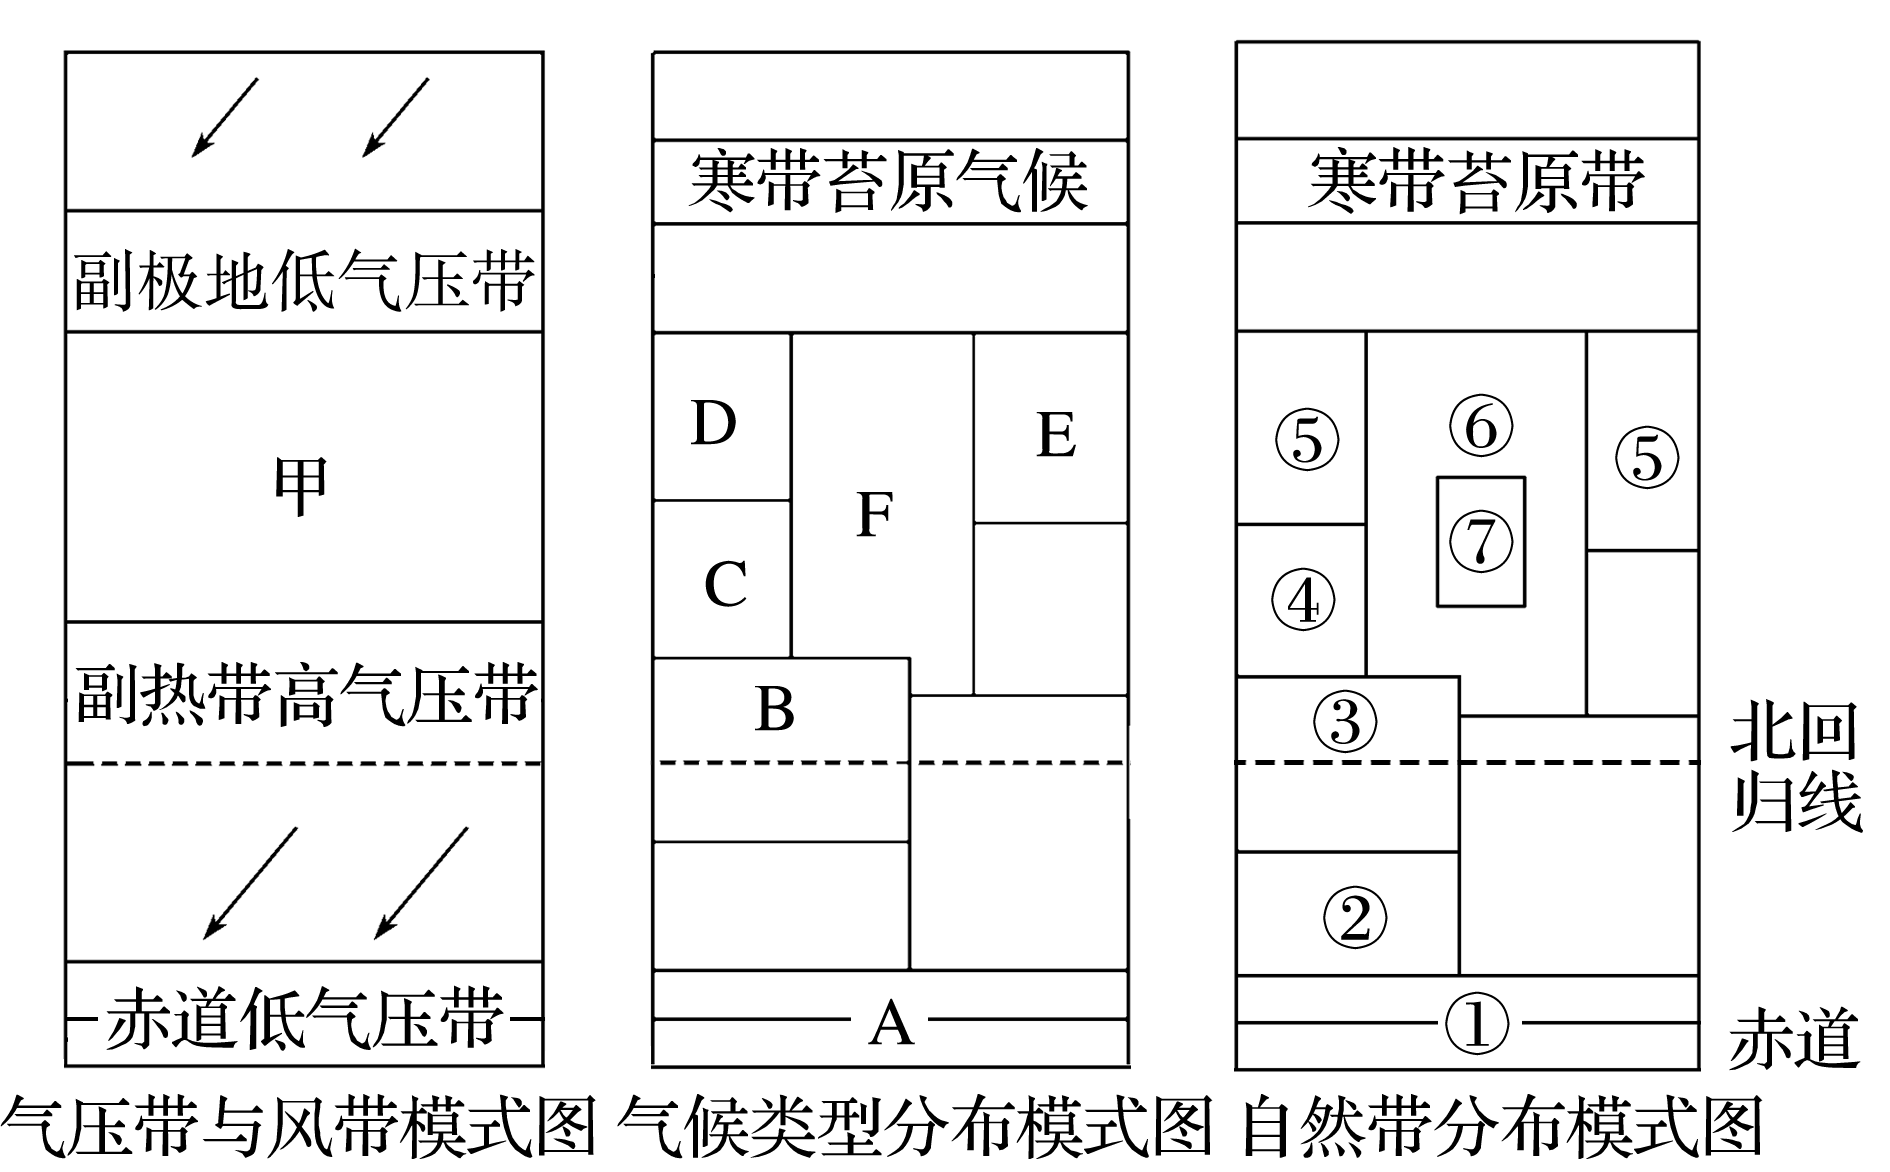 副极地低气压带
甲
副热带高气压带
赤道低气压带
气压带与风带模式图
寒带苔原气候
D
E
F
C
B
A
气候类型分布模式图
寒带苔原带
⑤
⑥
⑤
⑦
④
③
②
①
自然带分布模式图
北回
归线
赤道